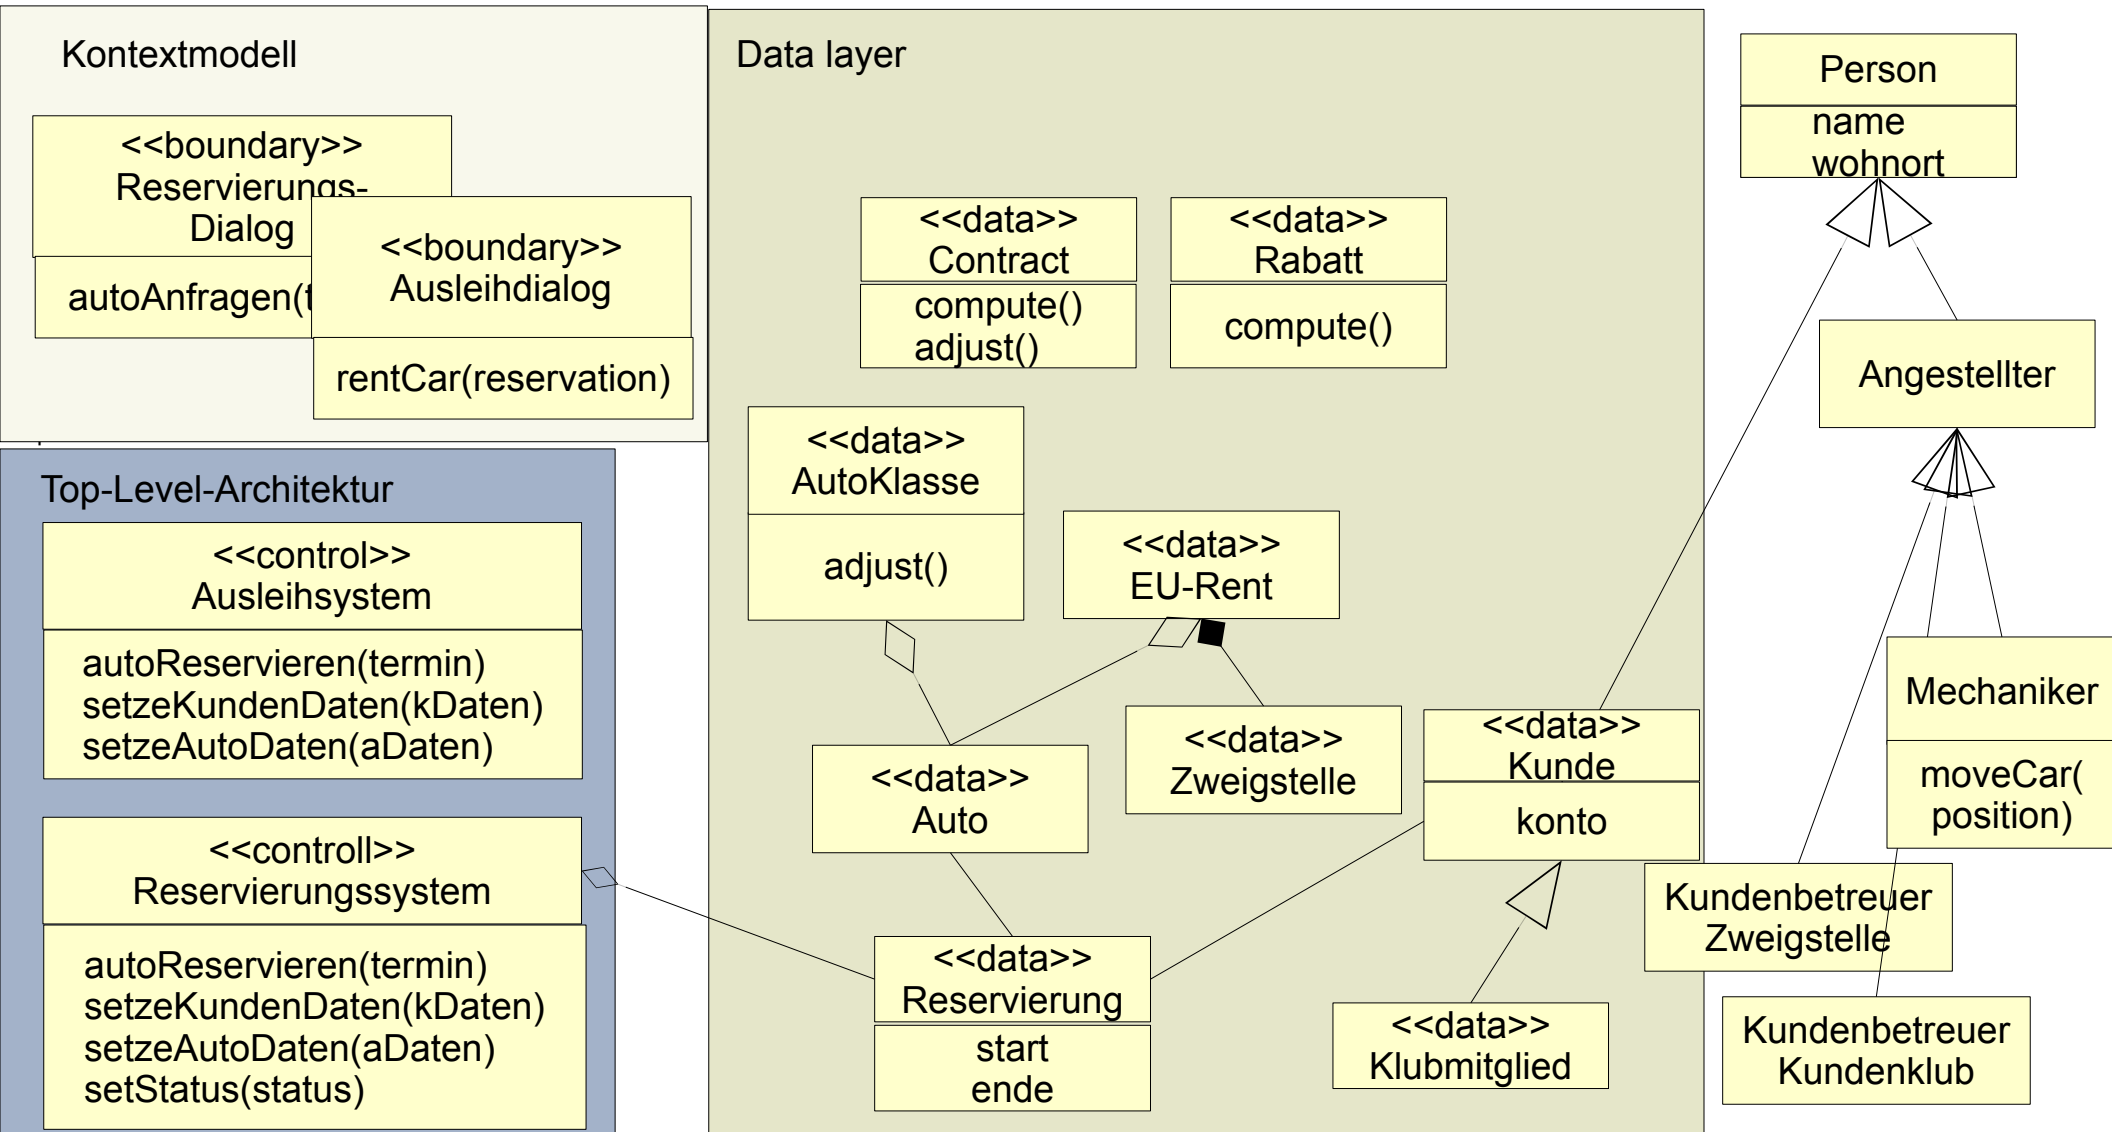 Kontextmodell
<<boundary>>
Reservierungs-
Dialog
autoAnfragen(t
<<boundary>>
Ausleihdialog
rentCar(reservation)
Top-Level-Architektur
<<control>>
Ausleihsystem
autoReservieren(termin)
setzeKundenDaten(kDaten)
setzeAutoDaten(aDaten)
<<controll>>
Reservierungssystem
autoReservieren(termin)
setzeKundenDaten(kDaten)
setzeAutoDaten(aDaten)
setStatus(status)
Data layer
<<data>>
Contract
compute()
adjust()
<<data>>
Rabatt
compute()
<<data>>
AutoKlasse
adjust()
<<data>>
EU-Rent
<<data>>
Auto
<<data>>
Zweigstelle
<<data>>
Kunde
konto
<<data>>
Reservierung
start
ende
<<data>>
Klubmitglied
Person
name
wohnort
Angestellter
Mechaniker
moveCar(
position)
Kundenbetreuer
Zweigstelle
Kundenbetreuer
Kundenklub